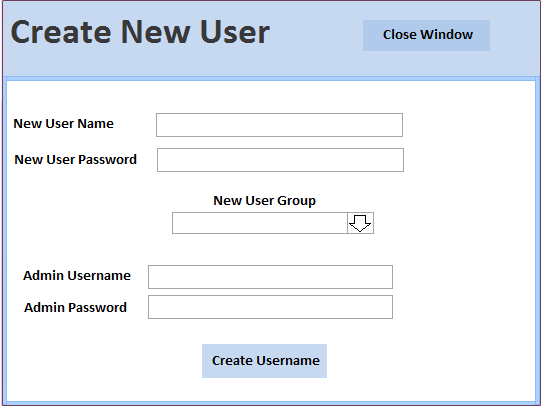 Create New User
Close Window
New User Name
New User Password
New User Group
Admin Username
Admin Password
Create Username